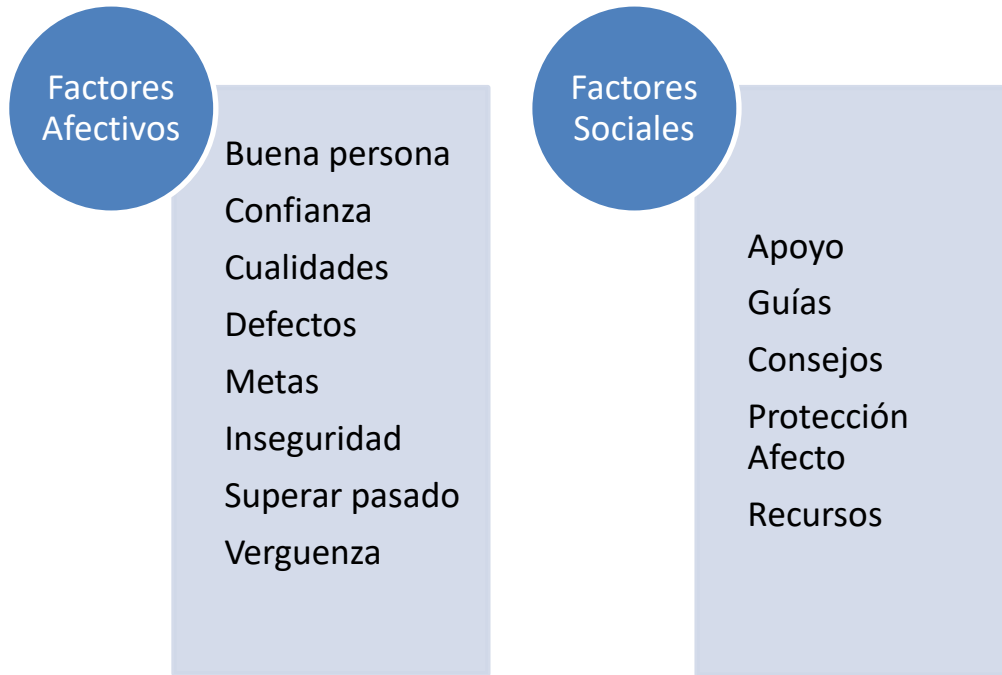 Factores
Afectivos
Buena persona
Confianza
Cualidades
Defectos
Metas
Inseguridad
Superar pasado
Verguenza
Factores
Sociales
Apoyo
Guías
Consejos
Protección
Afecto
Recursos